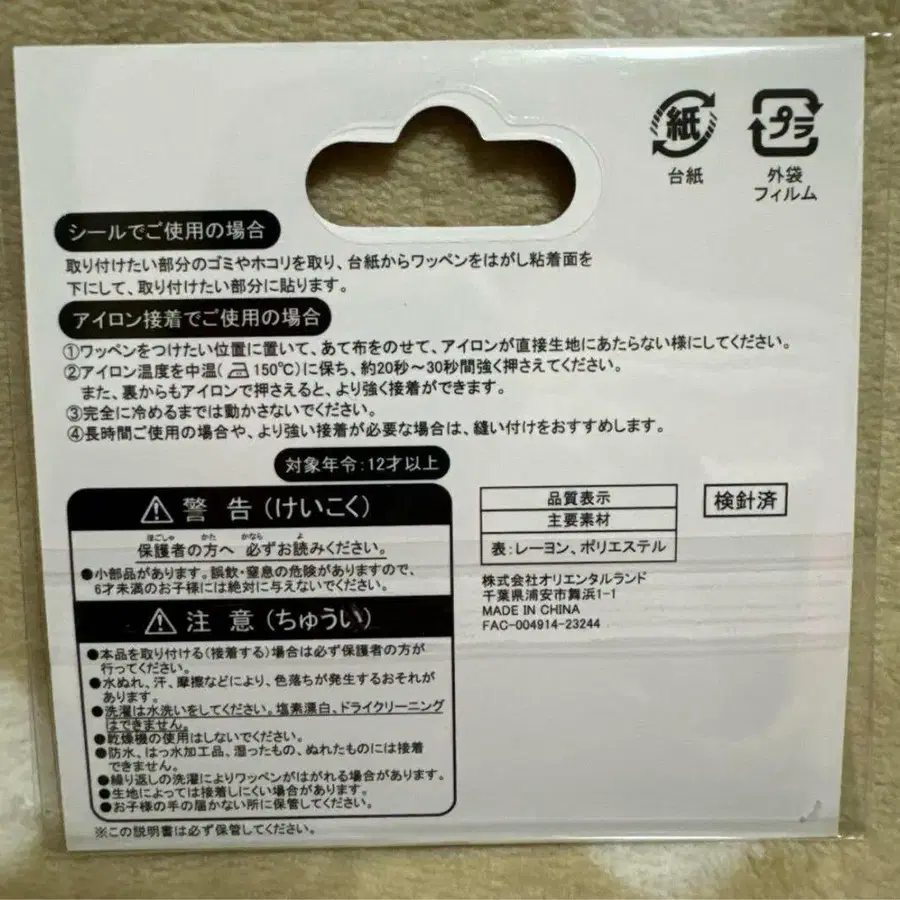 紙
台紙
プラ
外袋
フィルム
シールでご使用の場合
取り付けたい部分のゴミやホコリを取り、台紙からワッペンをはがし粘着面を
下にして、取り付けたい部分に貼ります。
アイロン接着でご使用の場合
①ワッペンをつけたい位置に置いて、あて布をのせて、アイロンが直接生地にあたらない様にしてください。
②アイロン温度を中温(150℃)に保ち、約20秒～30秒間強く押さえてください。
また、裏からもアイロンで押さえると、より強く接着ができます。
③完全に冷めるまでは動かさないでください。
④長時間ご使用の場合や、より強い接着が必要な場合は、縫い付けをおすすめします。
対象年令:12才以上
警告(けいこく)
ほごしゃ かた かなら よ
保護者の方へ 必ずお読みください。
●小部品があります。誤飲・窒息の危険がありますので、
6才未満のお子様には絶対に与えないでください。
注意(ちゅうい)
●本品を取り付ける(接着する)場合は必ず保護者の方が
行ってください。
●水ぬれ、汗、摩擦などにより、色落ちが発生するおそれが
あります。
●洗濯は水洗いをしてください。塩素漂白、ドライクリーニング
はできません。
●乾燥機の使用はしないでください。
●防水、はっ水加工品、湿ったもの、ぬれたものには接着
できません。
●繰り返しの洗濯によりワッペンがはがれる場合があります。
●生地によっては接着しにくい場合があります。
●お子様の手の届かない所に保管してください。
※この説明書は必ず保管してください。
品質表示
主要素材
表:レーヨン、ポリエステル
検針済
株式会社オリエンタルランド
千葉県浦安市舞浜1-1
MADE IN CHINA
FAC-004914-23244